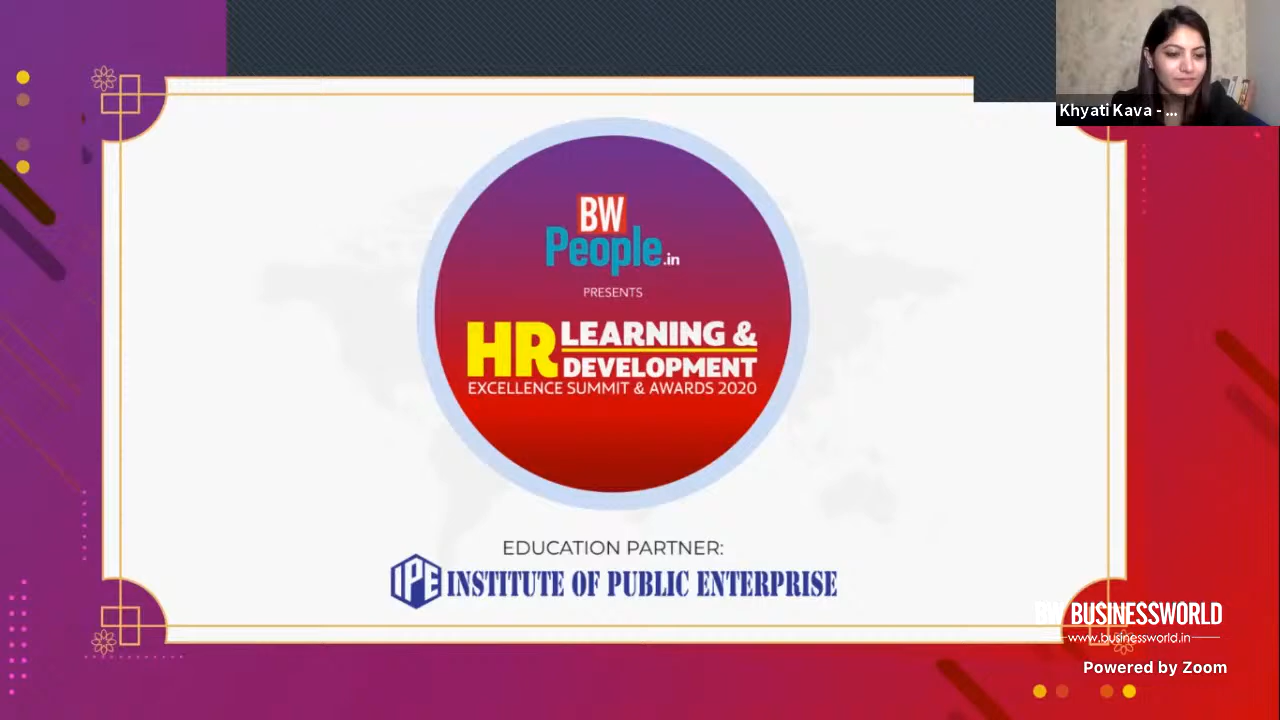 Khyati Kava - ...
BW
People.in
PRESENTS
HR LEARNING &
DEVELOPMENT
EXCELLENCE SUMMIT & AWARDS 2020
EDUCATION PARTNER:
IPE INSTITUTE OF PUBLIC ENTERPRISE
BW BUSINESSWORLD
www.businessworld.in
Powered by Zoom